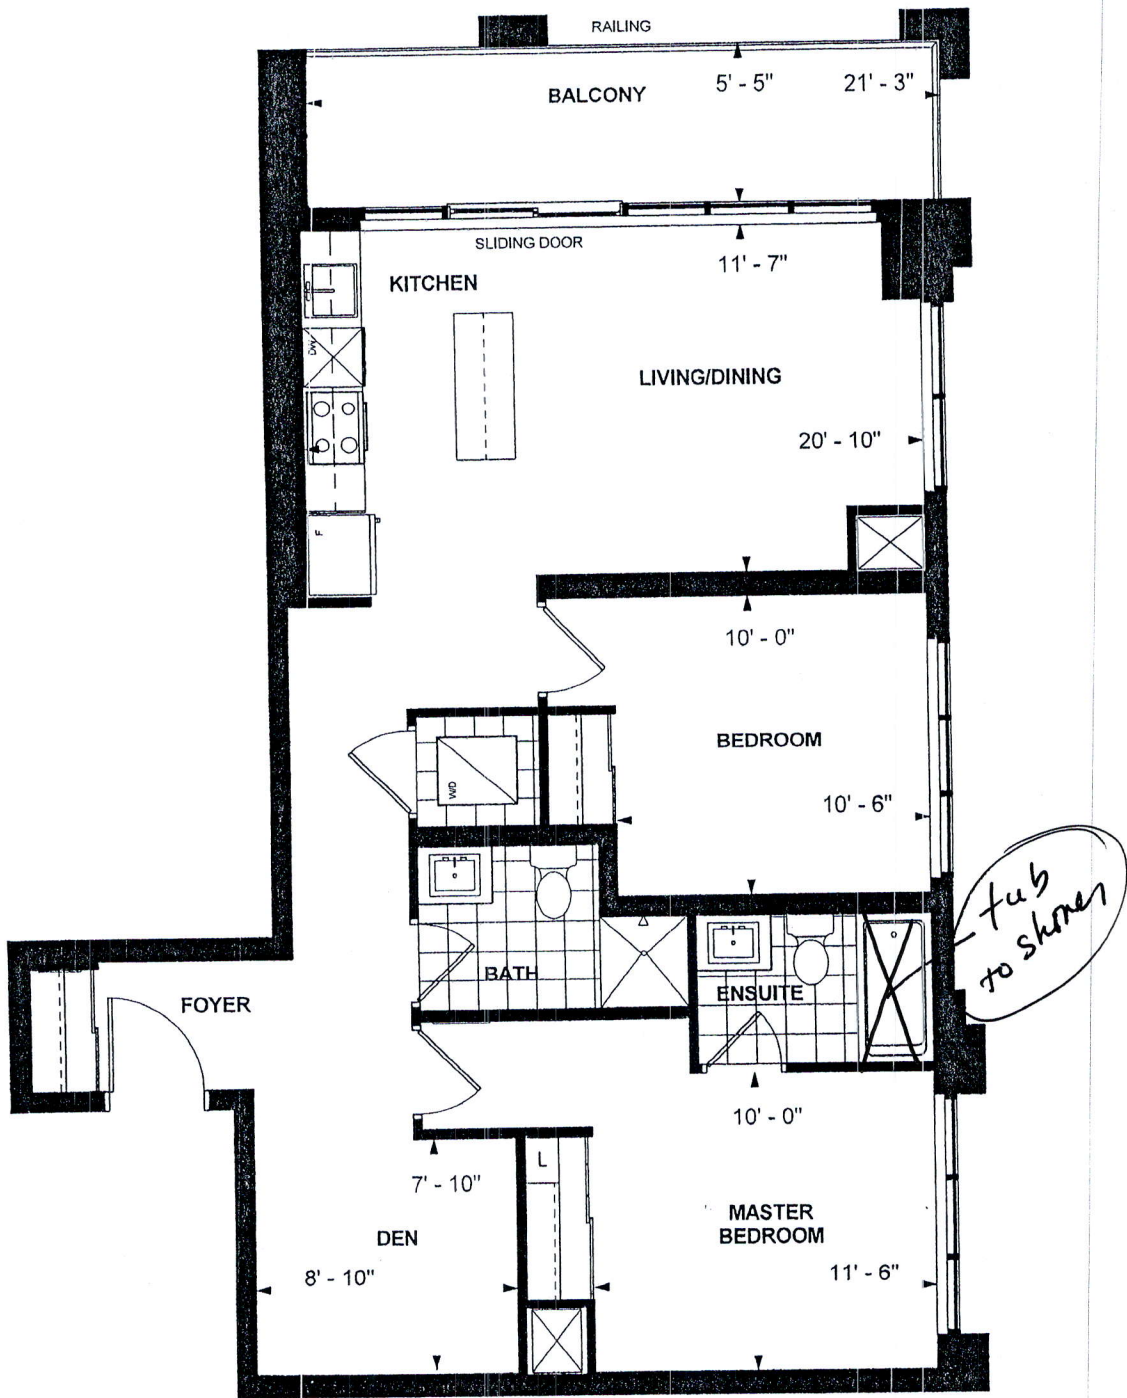 RAILING
BALCONY
5' - 5"
21' - 3"
SLIDING DOOR
KITCHEN
11' - 7"
DW
LIVING/DINING
20' - 10"
F
10' - 0"
BEDROOM
W/D
10' - 6"
tub
to shower
BATH
ENSUITE
FOYER
10' - 0"
L
7' - 10"
MASTER
BEDROOM
DEN
8' - 10"
11' - 6"